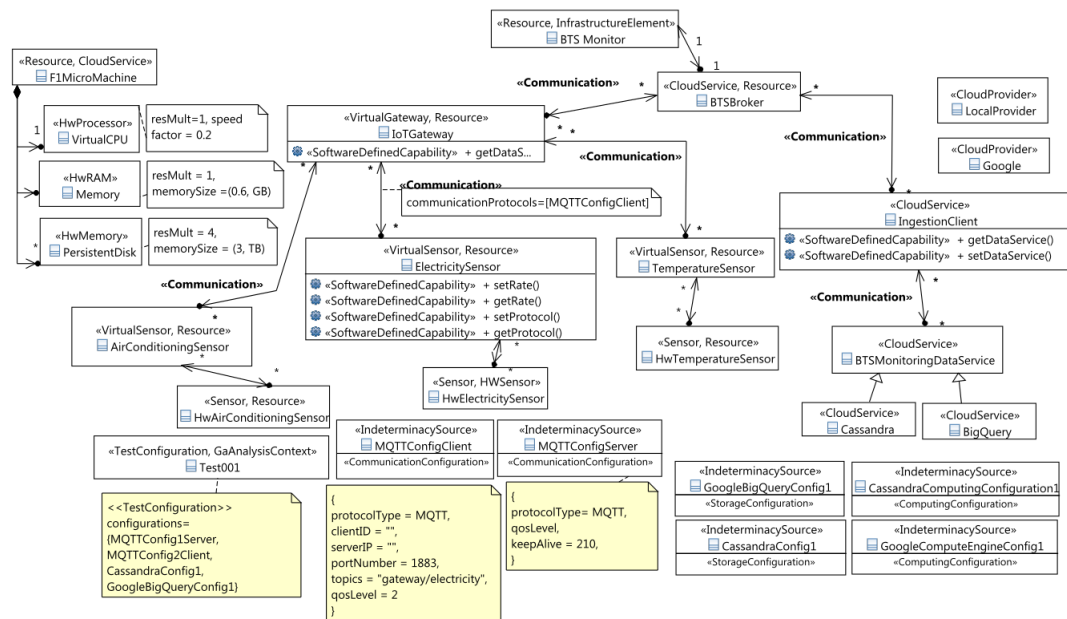 «Resource, InfrastructureElement»
BTS Monitor
1
1
«Resource, CloudService»
F1MicroMachine
«HwProcessor»
VirtualCPU
1
resMult=1, speed
factor = 0.2
«HwRAM»
Memory
resMult = 1,
memorySize =(0.6, GB)
«HwMemory»
PersistentDisk
*
resMult = 4,
memorySize = (3, TB)
«Communication»
*
*
«CloudService, Resource»
BTSBroker
*
«CloudProvider»
LocalProvider
«CloudProvider»
Google
«VirtualGateway, Resource»
IoTGateway
«SoftwareDefinedCapability» + getDataS...
*
*
*
*
«Communication»
«Communication»
«Communication»
communicationProtocols=[MQTTConfigClient]
*
«CloudService»
IngestionClient
«SoftwareDefinedCapability» + getDataService()
«SoftwareDefinedCapability» + setDataService()
*
*
«VirtualSensor, Resource»
ElectricitySensor
«SoftwareDefinedCapability» + setRate()
«SoftwareDefinedCapability» + getRate()
«SoftwareDefinedCapability» + setProtocol()
«SoftwareDefinedCapability» + getProtocol()
*
«VirtualSensor, Resource»
TemperatureSensor
*
*
«Communication»
«Communication»
*
*
«VirtualSensor, Resource»
AirConditioningSensor
*
*
«Sensor, Resource»
HwTemperatureSensor
«CloudService»
BTSMonitoringDataService
*
*
«Sensor, Resource»
HwAirConditioningSensor
«Sensor, HWSensor»
HwElectricitySensor
«CloudService»
Cassandra
«CloudService»
BigQuery
«TestConfiguration, GaAnalysisContext»
Test001
«IndeterminacySource»
MQTTConfigClient
«CommunicationConfiguration»
«IndeterminacySource»
MQTTConfigServer
«CommunicationConfiguration»
<<TestConfiguration>>
configurations=
{MQTTConfig1Server,
MQTTConfig2Client,
CassandraConfig1,
GoogleBigQueryConfig1}
{
protocolType = MQTT,
clientID = "",
serverIP = "",
portNumber = 1883,
topics = "gateway/electricity",
qosLevel = 2
}
{
protocolType= MQTT,
qosLevel,
keepAlive = 210,
}
«IndeterminacySource»
GoogleBigQueryConfig1
«StorageConfiguration»
«IndeterminacySource»
CassandraComputingConfiguration1
«ComputingConfiguration»
«IndeterminacySource»
CassandraConfig1
«StorageConfiguration»
«IndeterminacySource»
GoogleComputeEngineConfig1
«ComputingConfiguration»